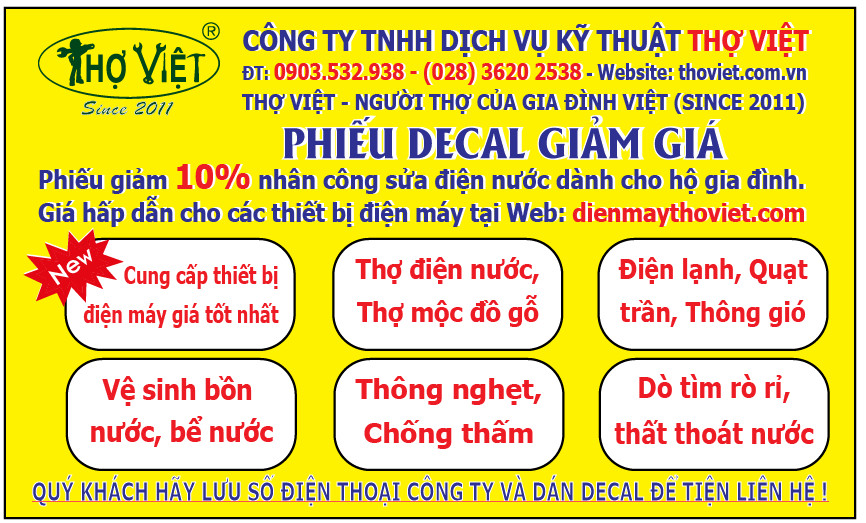 THỢ VIỆT ®
Since 2011
CÔNG TY TNHH DỊCH VỤ KỸ THUẬT THỢ VIỆT
ĐT: 0903.532.938 - (028) 3620 2538 - Website: thoviet.com.vn
THỢ VIỆT - NGƯỜI THỢ CỦA GIA ĐÌNH VIỆT (SINCE 2011)
PHIẾU DECAL GIẢM GIÁ
Phiếu giảm 10% nhân công sửa điện nước dành cho hộ gia đình.
Giá hấp dẫn cho các thiết bị điện máy tại Web: dienmaythoviet.com
New
Cung cấp thiết bị
điện máy giá tốt nhất
Thợ điện nước,
Thợ mộc đồ gỗ
Điện lạnh, Quạt
trần, Thông gió
Vệ sinh bồn
nước, bể nước
Thông nghẹt,
Chống thấm
Dò tìm rò rỉ,
thất thoát nước
QUÝ KHÁCH HÃY LƯU SỐ ĐIỆN THOẠI CÔNG TY VÀ DÁN DECAL ĐỂ TIỆN LIÊN HỆ !